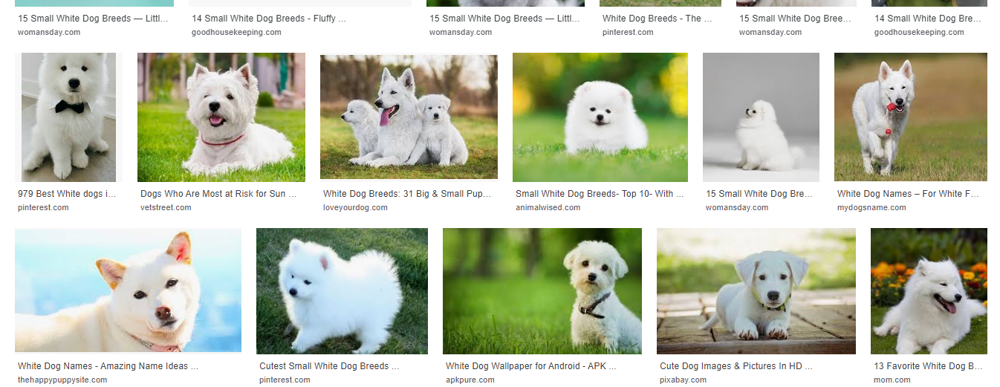 15 Small White Dog Breeds — Littl...
14 Small White Dog Breeds - Fluffy ...
15 Small White Dog Breeds — Littl...
White Dog Breeds - The ...
15 Small White Dog Bree...
14 Small White Dog Bre...
womansday.com
goodhousekeeping.com
womansday.com
pinterest.com
womansday.com
goodhousekeeping.com
979 Best White dogs i...
Dogs Who Are Most at Risk for Sun ...
White Dog Breeds: 31 Big & Small Pup...
Small White Dog Breeds- Top 10- With ...
15 Small White Dog Bre...
White Dog Names – For White F...
pinterest.com
vetstreet.com
loveyourdog.com
animalwised.com
womansday.com
mydogsname.com
White Dog Names - Amazing Name Ideas ...
Cutest Small White Dog Breeds ...
White Dog Wallpaper for Android - APK ...
Cute Dog Images & Pictures In HD ...
13 Favorite White Dog B...
thehappypuppysite.com
pinterest.com
apkpure.com
pixabay.com
mom.com